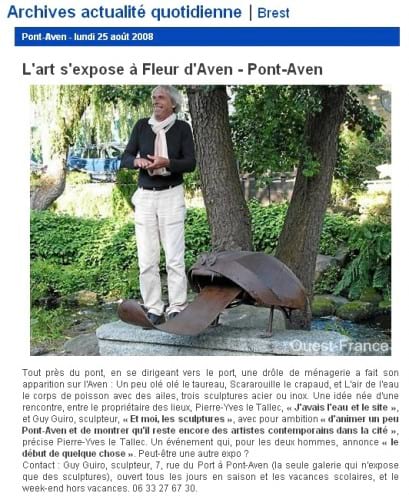 Archives actualité quotidienne | Brest
Pont-Aven - lundi 25 août 2008
L'art s'expose à Fleur d'Aven - Pont-Aven
Ouest-France
Tout près du pont, en se dirigeant vers le port, une drôle de ménagerie a fait son
apparition sur l'Aven : Un peu olé olé le taureau, Scararouille le crapaud, et L'air de l'eau
le corps de poisson avec des ailes, trois sculptures acier ou inox. Une idée née d'une
rencontre, entre le propriétaire des lieux, Pierre-Yves le Tallec, « J'avais l'eau et le site »,
et Guy Guiro, sculpteur, « Et moi, les sculptures », avec pour ambition « d'animer un peu
Pont-Aven et de montrer qu'il reste encore des artistes contemporains dans la cité »,
précise Pierre-Yves le Tallec. Un événement qui, pour les deux hommes, annonce « le
début de quelque chose ». Peut-être une autre expo ?
Contact : Guy Guiro, sculpteur, 7, rue du Port à Pont-Aven (la seule galerie qui n'expose
que des sculptures), ouvert tous les jours en saison et les vacances scolaires, et le
week-end hors vacances. 06 33 27 67 30.